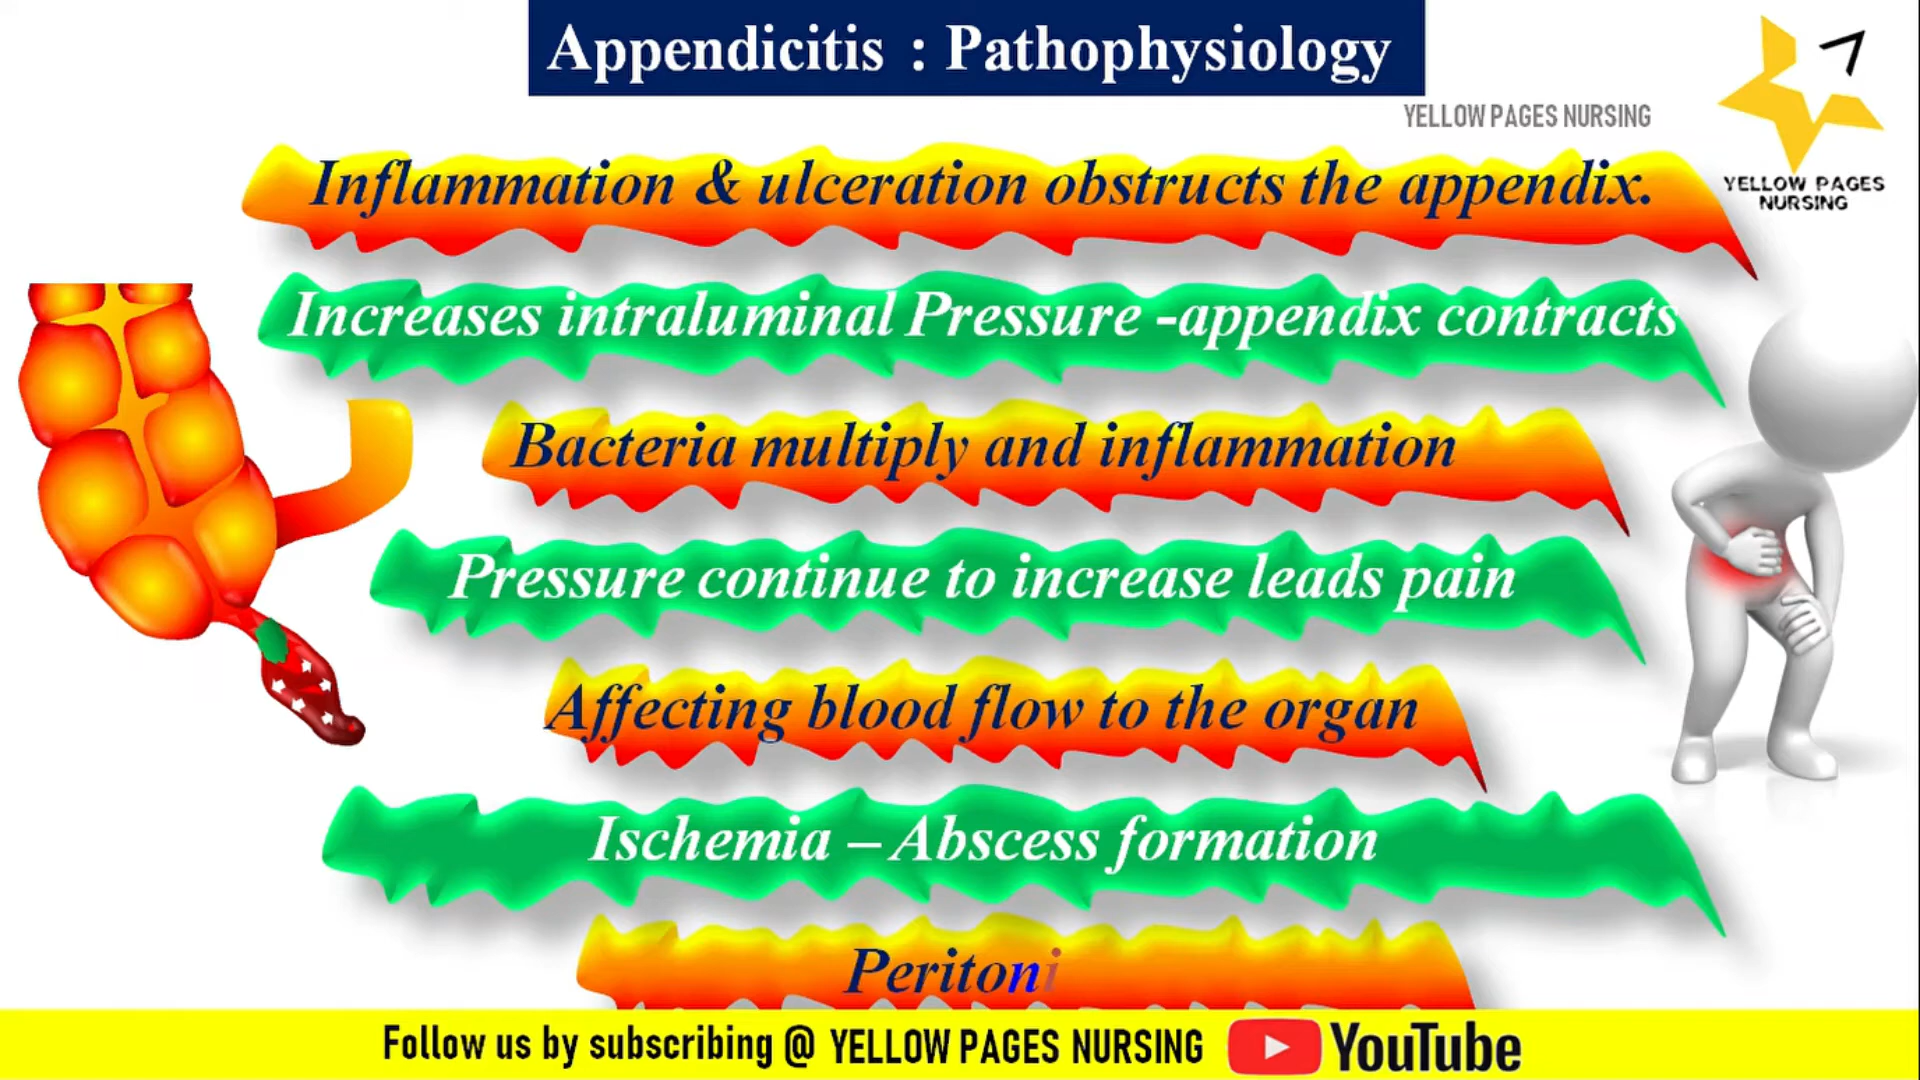 Appendicitis : Pathophysiology
YELLOW PAGES NURSING
YELLOW PAGES
NURSING
Inflammation & ulceration obstructs the appendix.
Increases intraluminal Pressure -appendix contracts
Bacteria multiply and inflammation
Pressure continue to increase leads pain
Affecting blood flow to the organ
Ischemia – Abscess formation
Peritoni
Follow us by subscribing @ YELLOW PAGES NURSING YouTube